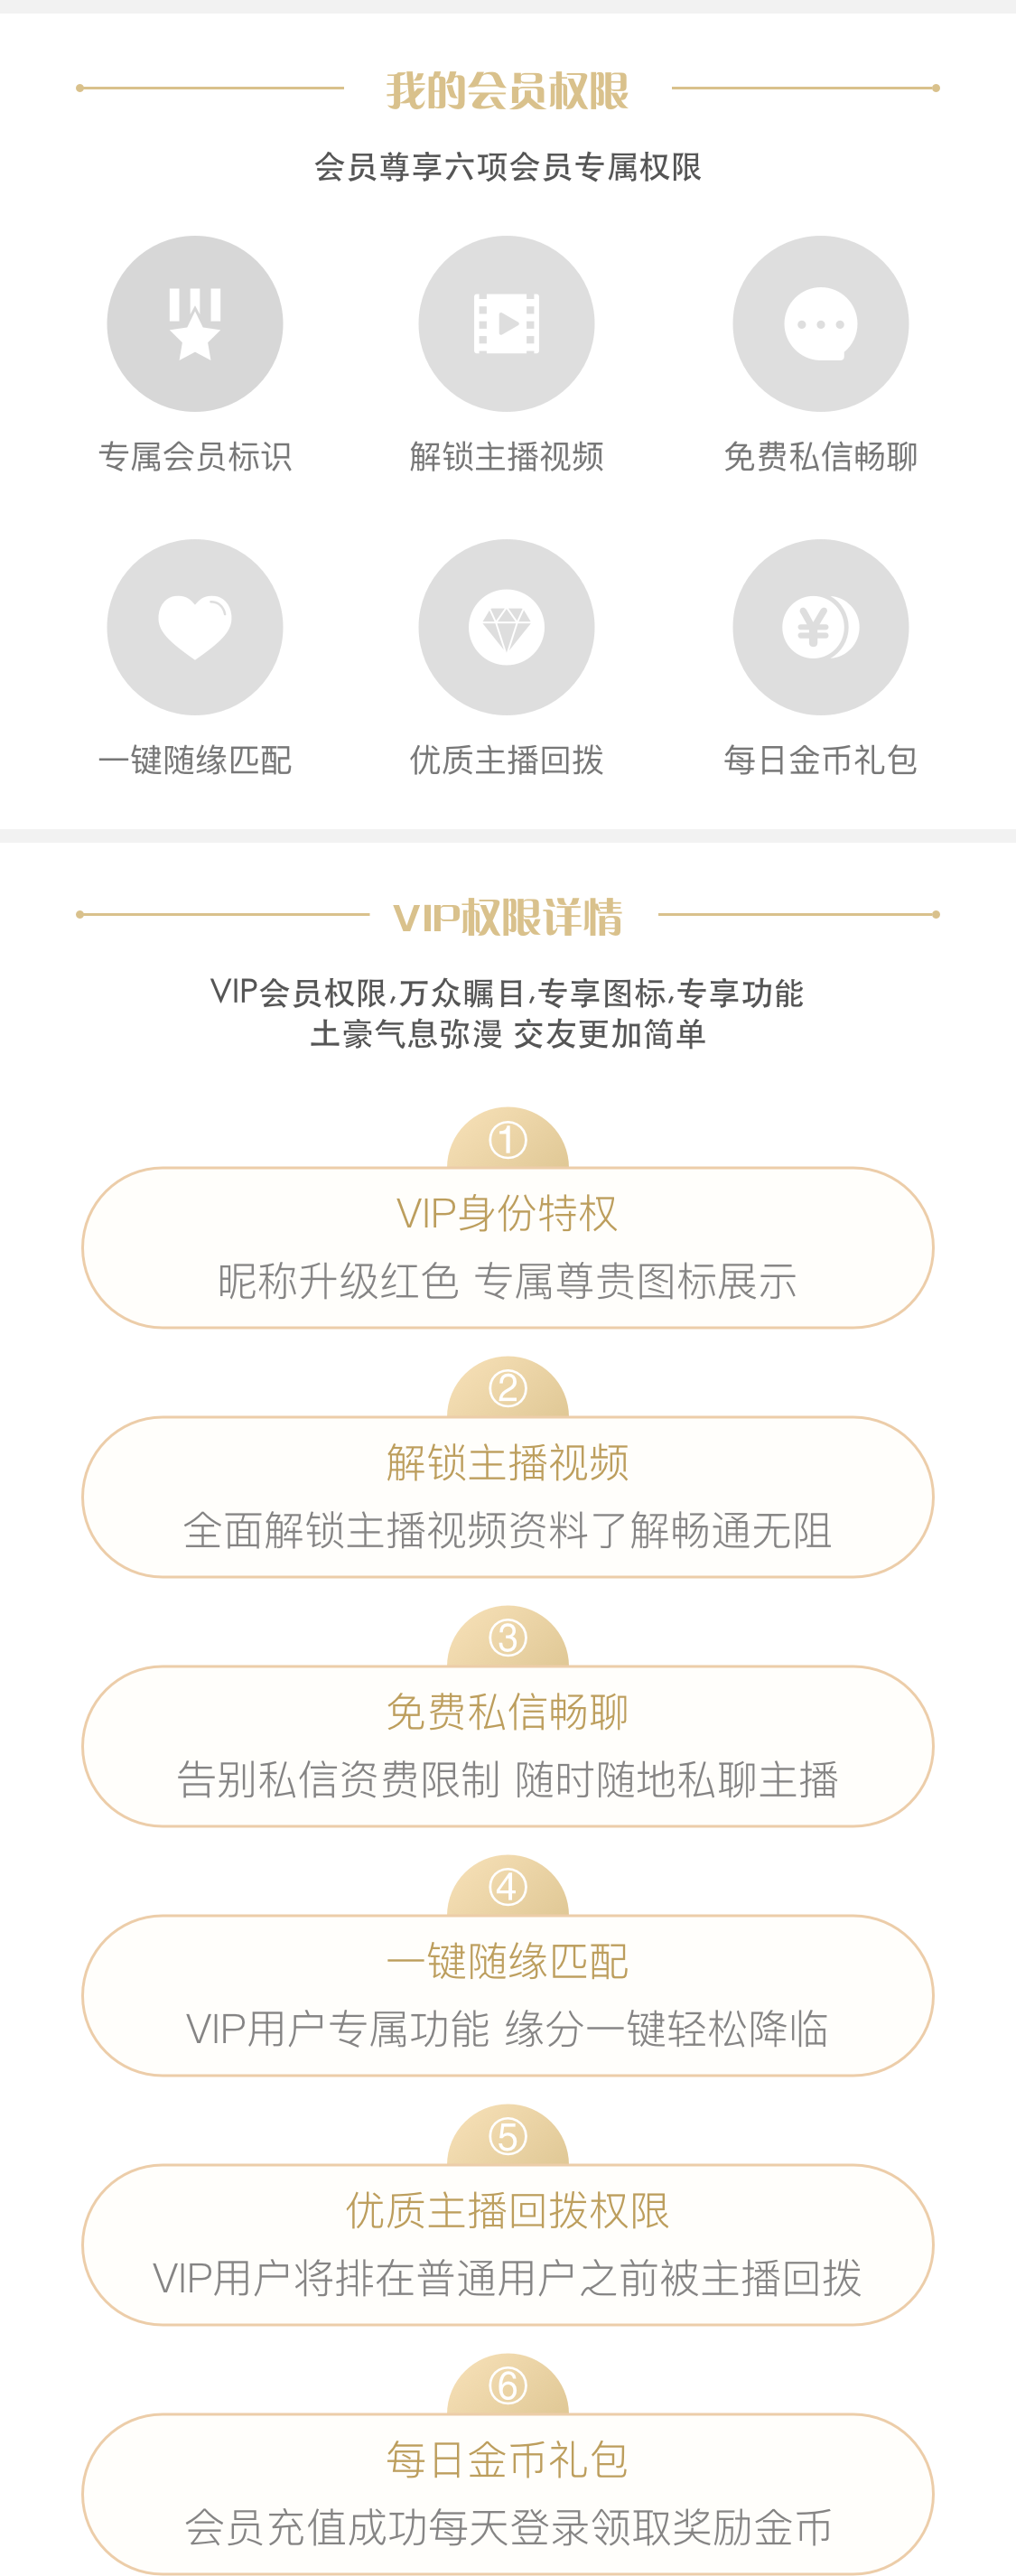 我的会员权限
会员尊享六项会员专属权限
专属会员标识 解锁主播视频 免费私信畅聊
一键随缘匹配 优质主播回拨 每日金币礼包
VIP权限详情
VIP会员权限,万众瞩目,专享图标,专享功能
土豪气息弥漫 交友更加简单
①
VIP身份特权
昵称升级红色 专属尊贵图标展示
②
解锁主播视频
全面解锁主播视频资料了解畅通无阻
③
免费私信畅聊
告别私信资费限制 随时随地私聊主播
④
一键随缘匹配
VIP用户专属功能 缘分一键轻松降临
⑤
优质主播回拨权限
VIP用户将排在普通用户之前被主播回拨
⑥
每日金币礼包
会员充值成功每天登录领取奖励金币